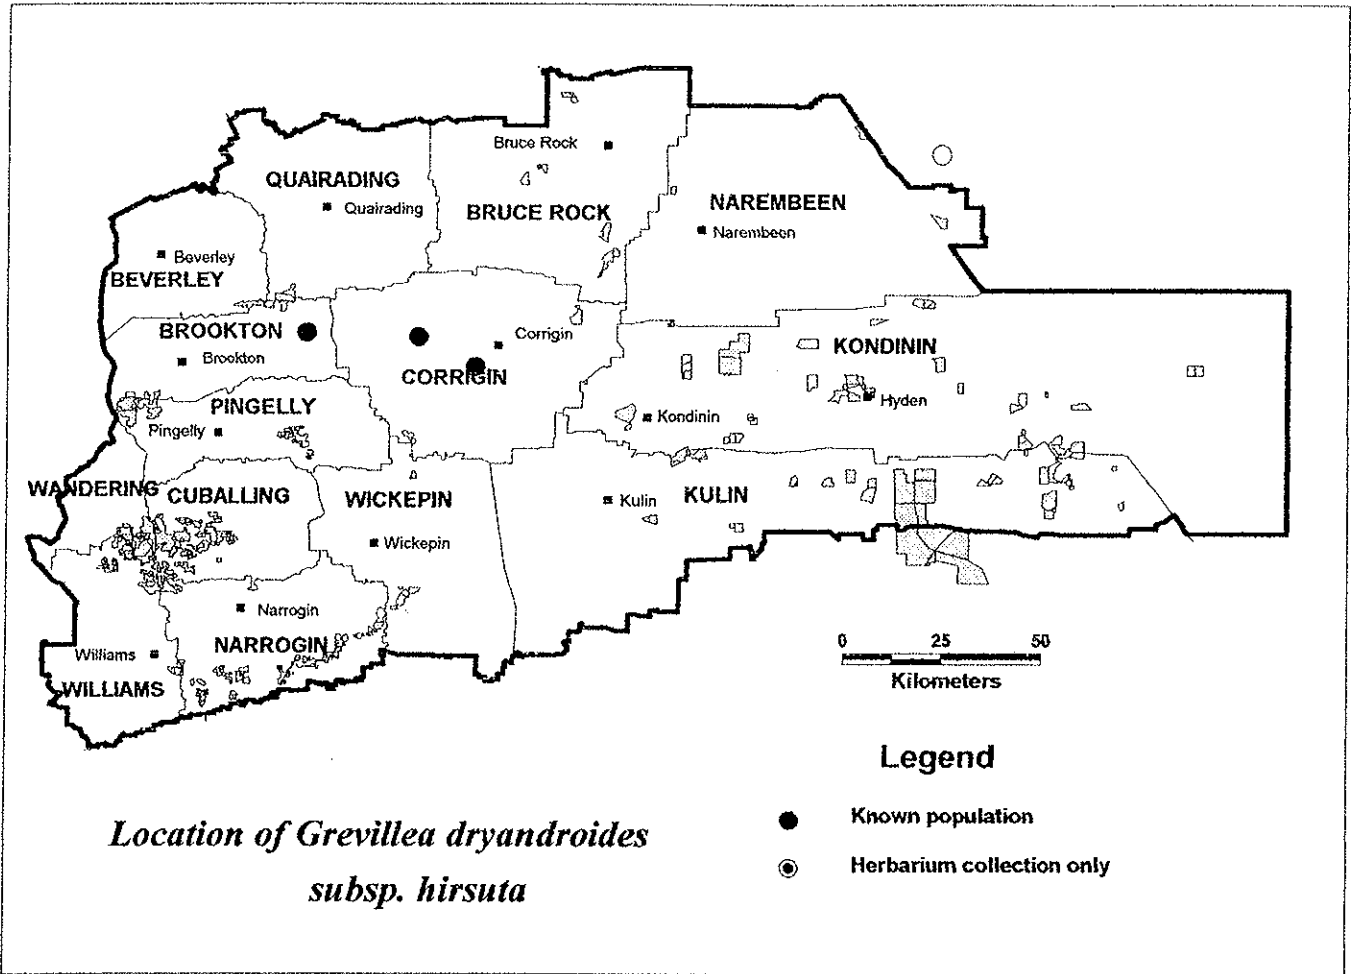 Bruce Rock
QUAIRADING
Quairading
BRUCE ROCK
NAREMBEEN
Narembeen
Beverley
BEVERLEY
BROOKTON
Brookton
Corrigin
CORRIGIN
KONDININ
Hyden
Kondinin
PINGELLY
Pingelly
WANDERING
CUBALLING
WICKEPIN
Wickepin
Kulin
KULIN
Narrogin
NARROGIN
Williams
WILLIAMS
0 25 50
Kilometers
Legend
Known population
Herbarium collection only
Location of Grevillea dryandroides
subsp. hirsuta